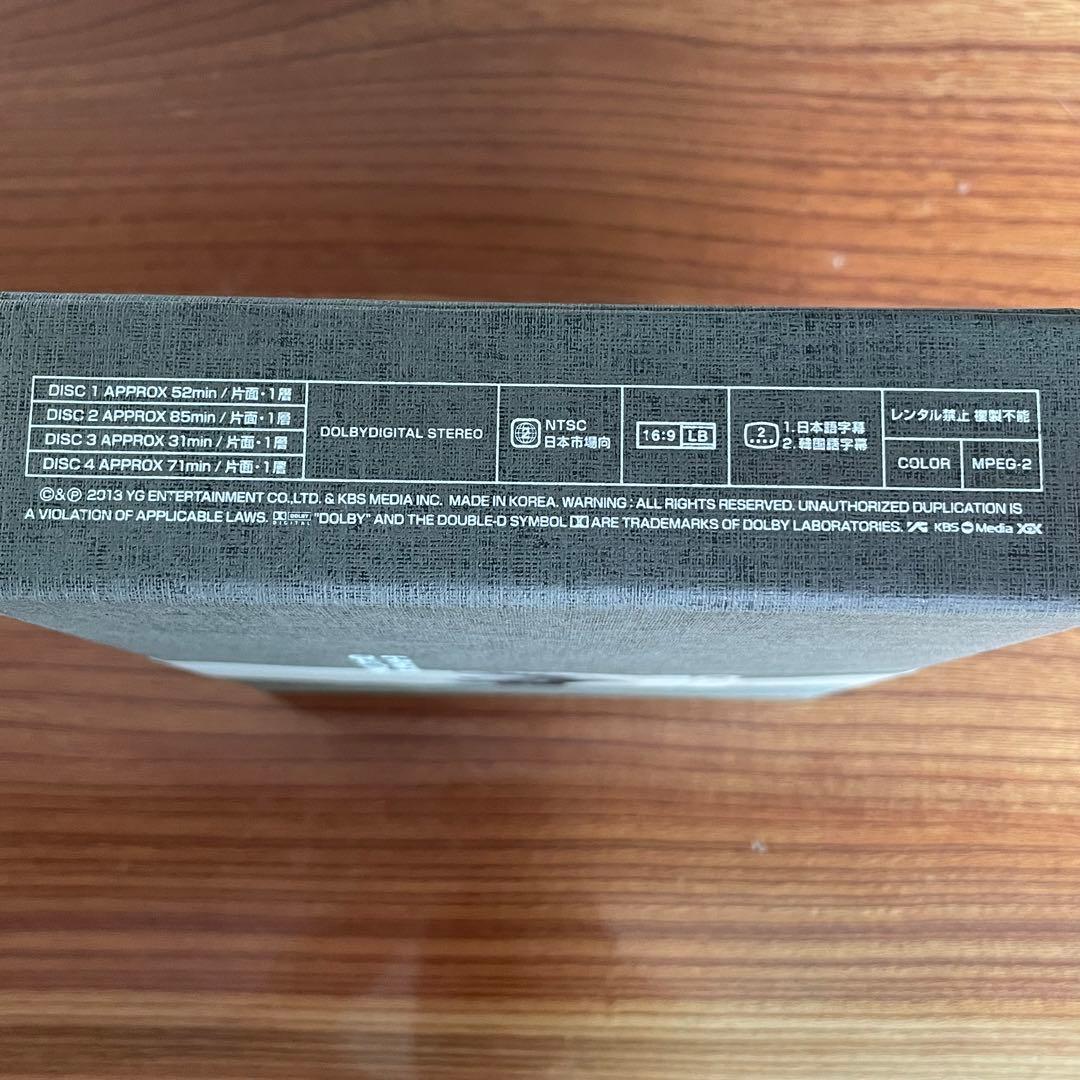 DISC 1 APPROX 52min / 片面・1層
DISC 2 APPROX 85min / 片面・1層
DISC 3 APPROX 31min / 片面・1層
DISC 4 APPROX 71min / 片面・1層
DOLBYDIGITAL STEREO
2 NTSC
日本市場向
16:9 LB
2
1.日本語字幕
2.韓国語字幕
レンタル禁止 複製不能
COLOR
MPEG-2
©&℗ 2013 YG ENTERTAINMENT CO.,LTD. & KBS MEDIA INC. MADE IN KOREA. WARNING : ALL RIGHTS RESERVED. UNAUTHORIZED DUPLICATION IS
A VIOLATION OF APPLICABLE LAWS. DOLBY DIGITAL "DOLBY" AND THE DOUBLE-D SYMBOL ARE TRADEMARKS OF DOLBY LABORATORIES. YG KBS Media